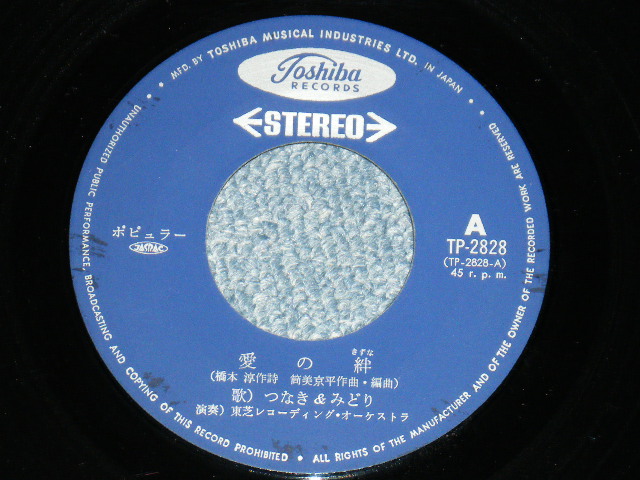 MFD. BY TOSHIBA MUSICAL INDUSTRIES LTD. IN JAPAN •
Toshiba
RECORDS
STEREO
ポピュラー
JASRAC
A
TP-2828
(TP-2828-A)
45 r. p. m.
きずな
愛の絆
(橋本 淳作詩 筒美京平作曲・編曲)
歌) つなき&みどり
演奏) 東芝レコーディング・オーケストラ
• UNAUTHORIZED PUBLIC PERFORMANCE, BROADCASTING AND COPYING OF THIS RECORD PROHIBITED • ALL RIGHTS OF THE MANUFACTURER AND OF THE OWNER OF THE RECORDED WORK ARE RESERVED